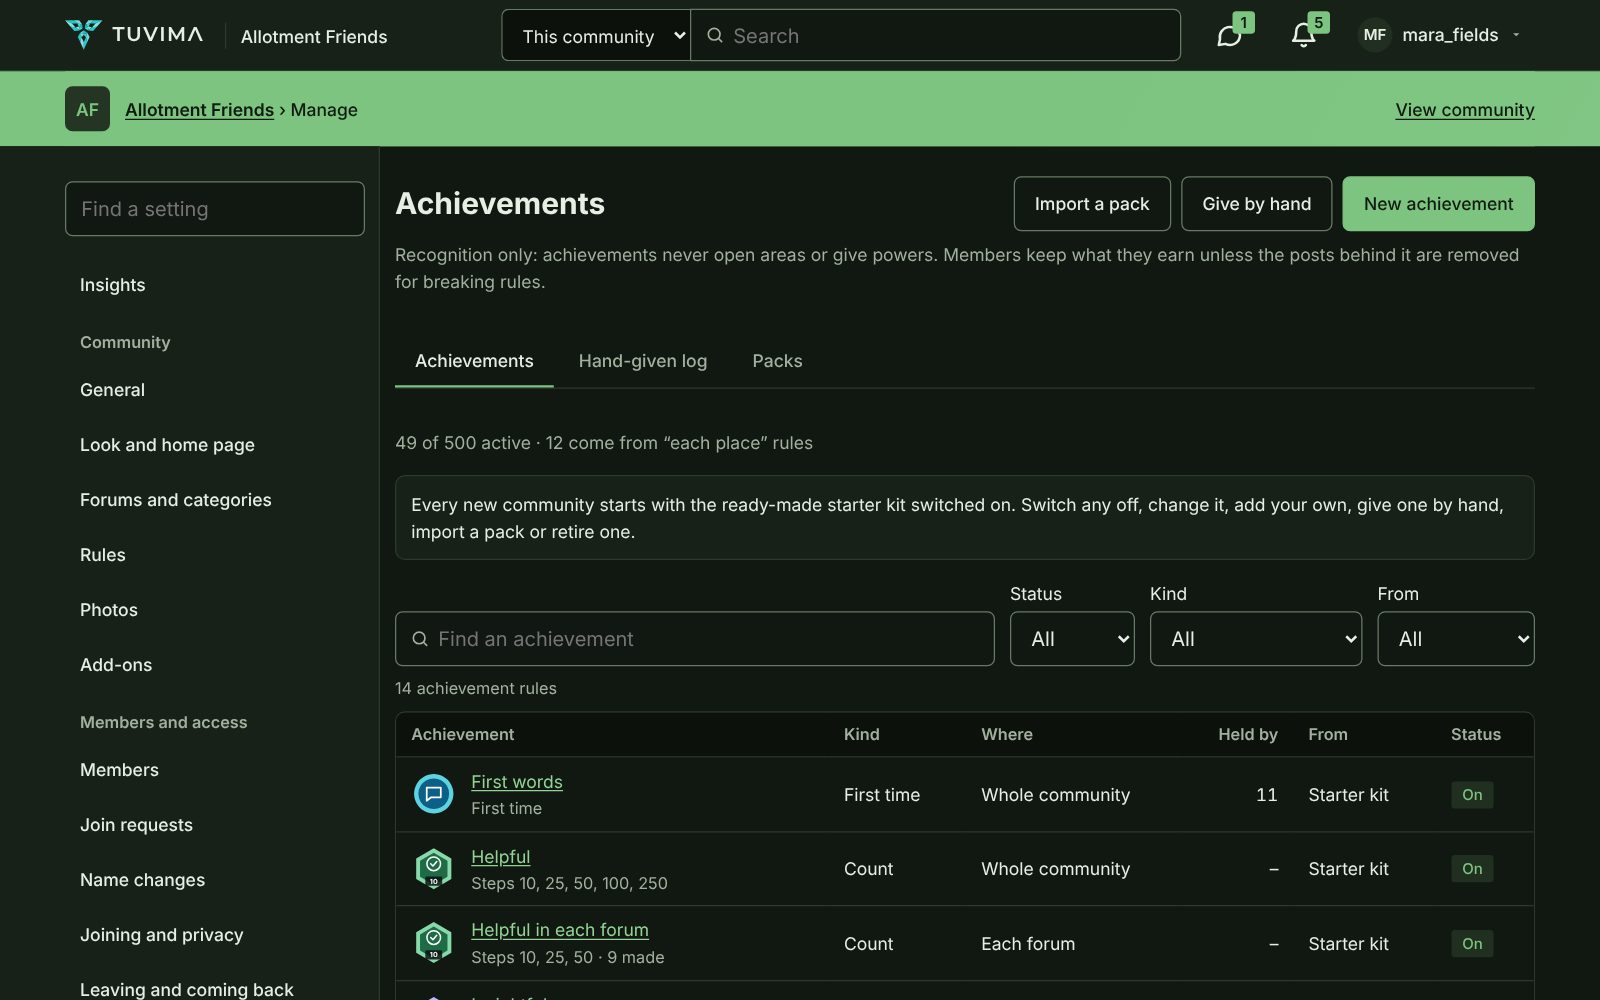 TUVIMA
Allotment Friends
This community
Search
1
5
MF
mara_fields
AF
Allotment Friends › Manage
View community
Find a setting
Insights
Community
General
Look and home page
Forums and categories
Rules
Photos
Add-ons
Members and access
Members
Join requests
Name changes
Joining and privacy
Leaving and coming back
Achievements
Import a pack
Give by hand
New achievement
Recognition only: achievements never open areas or give powers. Members keep what they earn unless the posts behind it are removed
for breaking rules.
Achievements
Hand-given log
Packs
49 of 500 active · 12 come from “each place” rules
Every new community starts with the ready-made starter kit switched on. Switch any off, change it, add your own, give one by hand,
import a pack or retire one.
Status
Kind
From
Find an achievement
All
All
All
14 achievement rules
Achievement Kind Where Held by From Status
First words
First time
First time Whole community 11 Starter kit On
10
Helpful
Steps 10, 25, 50, 100, 250
Count Whole community – Starter kit On
10
Helpful in each forum
Steps 10, 25, 50 · 9 made
Count Each forum – Starter kit On